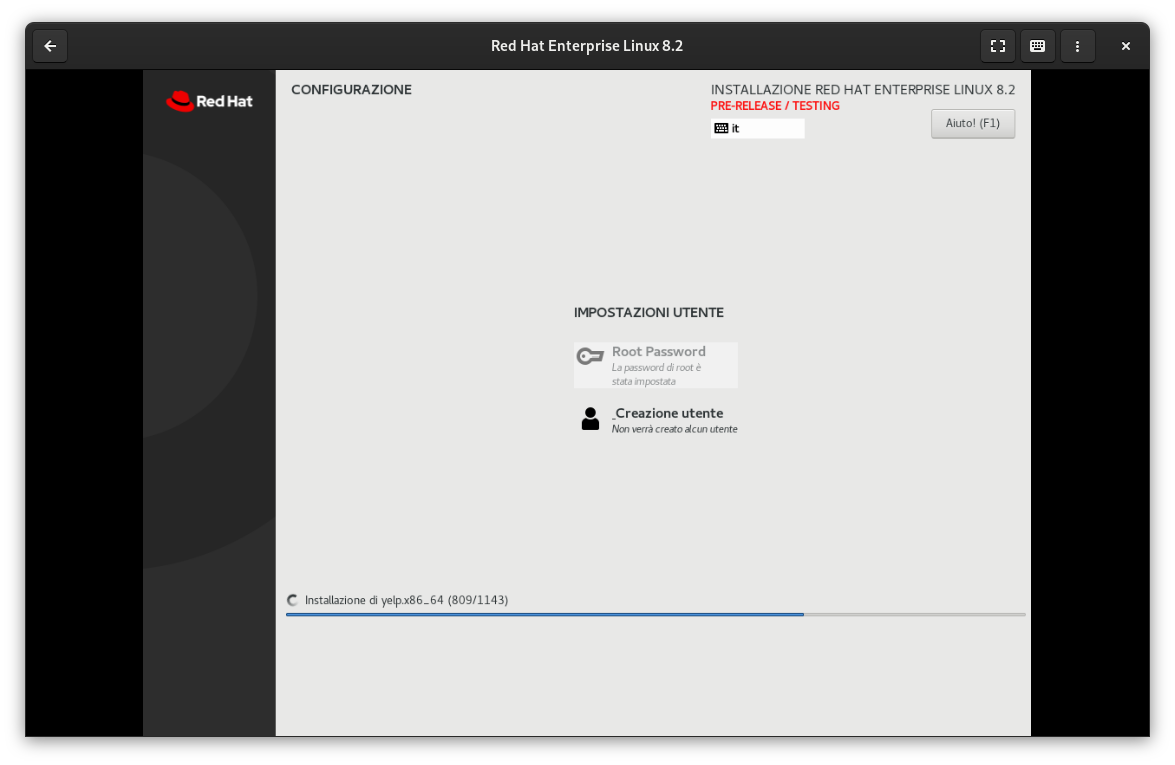 Red Hat Enterprise Linux 8.2
Red Hat
CONFIGURAZIONE
INSTALLAZIONE RED HAT ENTERPRISE LINUX 8.2
PRE-RELEASE / TESTING
it
Aiuto! (F1)
IMPOSTAZIONI UTENTE
Root Password
La password di root è
stata impostata
_Creazione utente
Non verrà creato alcun utente
Installazione di yelp.x86_64 (809/1143)